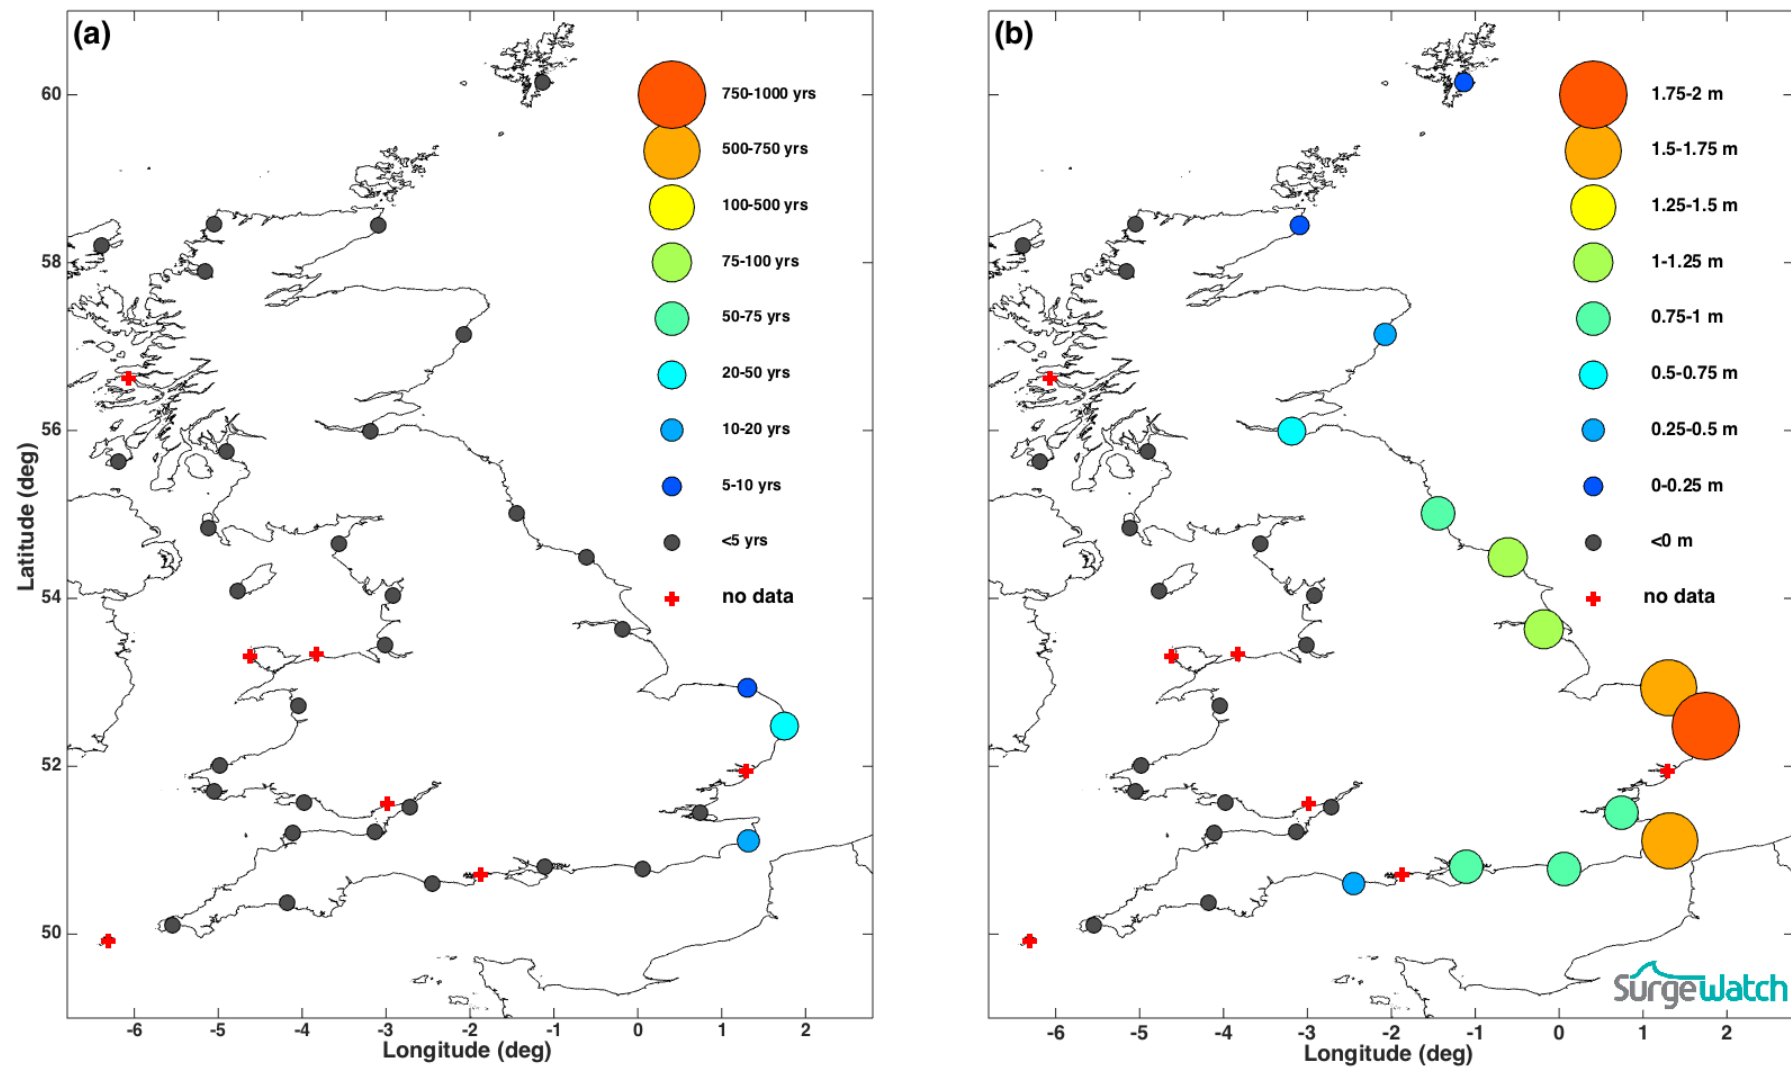 (a)
750-1000 yrs
500-750 yrs
100-500 yrs
75-100 yrs
50-75 yrs
20-50 yrs
10-20 yrs
5-10 yrs
<5 yrs
no data
60
58
56
54
52
50
Latitude (deg)
-6 -5 -4 -3 -2 -1 0 1 2
Longitude (deg)
(b)
1.75-2 m
1.5-1.75 m
1.25-1.5 m
1-1.25 m
0.75-1 m
0.5-0.75 m
0.25-0.5 m
0-0.25 m
<0 m
no data
-6 -5 -4 -3 -2 -1 0 1 2
Longitude (deg)
Surgewatch